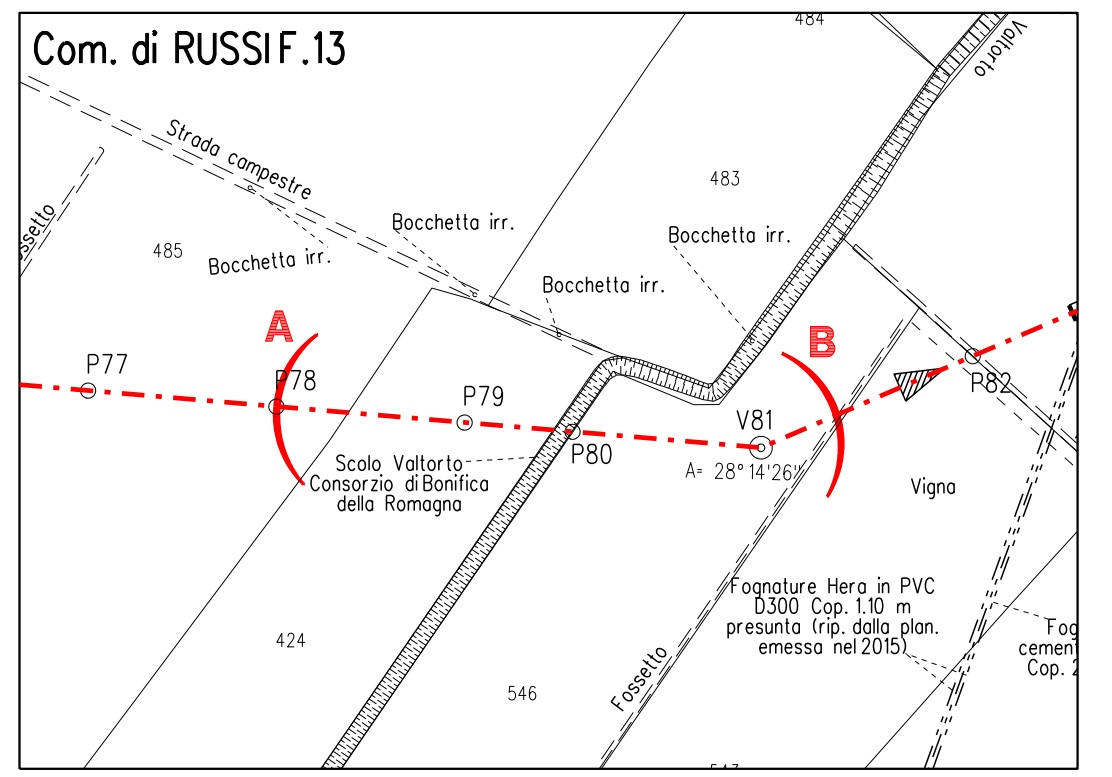 Com. di RUSSI F.13
484
Valtorto
Strada campestre
483
Bocchetta irr.
Bocchetta irr.
485
Bocchetta irr.
Bocchetta irr.
A
B
P77
P78
P79
P80
V81
A= 28°14'26"
P82
Scolo Valtorto
Consorzio di Bonifica
della Romagna
Vigna
Fognature Hera in PVC
D300 Cop. 1.10 m
presunta (rip. dalla plan.
emessa nel 2015)
424
546
Fossetto